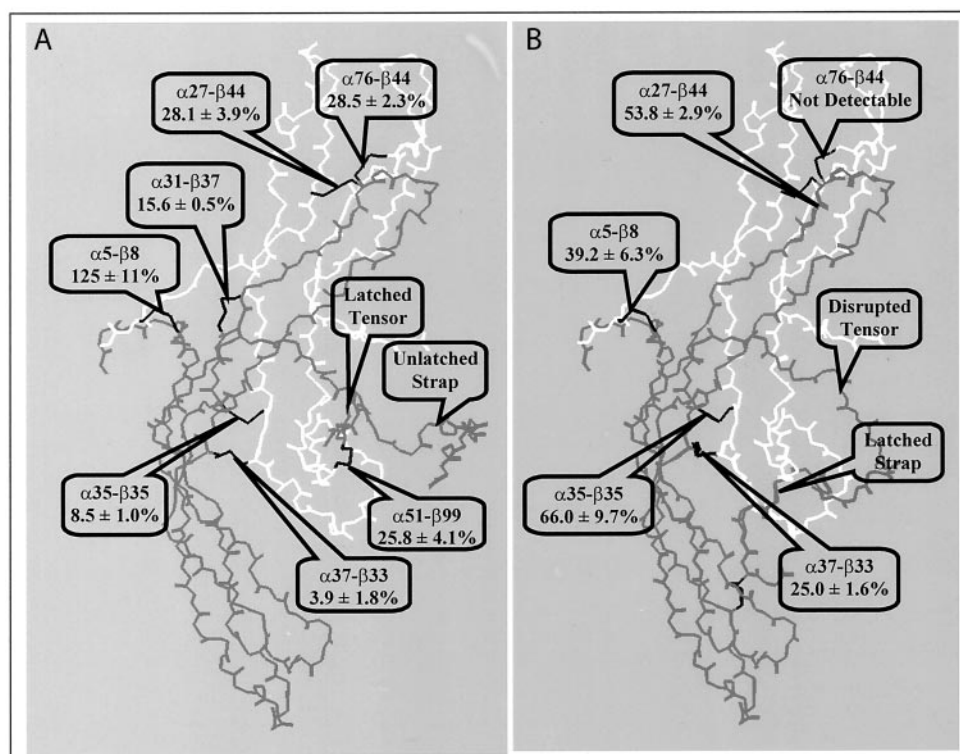 A
α76-β44
28.5 ± 2.3%
α27-β44
28.1 ± 3.9%
α31-β37
15.6 ± 0.5%
α5-β8
125 ± 11%
Latched
Tensor
Unlatched
Strap
α35-β35
8.5 ± 1.0%
α51-β99
25.8 ± 4.1%
α37-β33
3.9 ± 1.8%
B
α76-β44
Not Detectable
α27-β44
53.8 ± 2.9%
α5-β8
39.2 ± 6.3%
Disrupted
Tensor
Latched
Strap
α35-β35
66.0 ± 9.7%
α37-β33
25.0 ± 1.6%